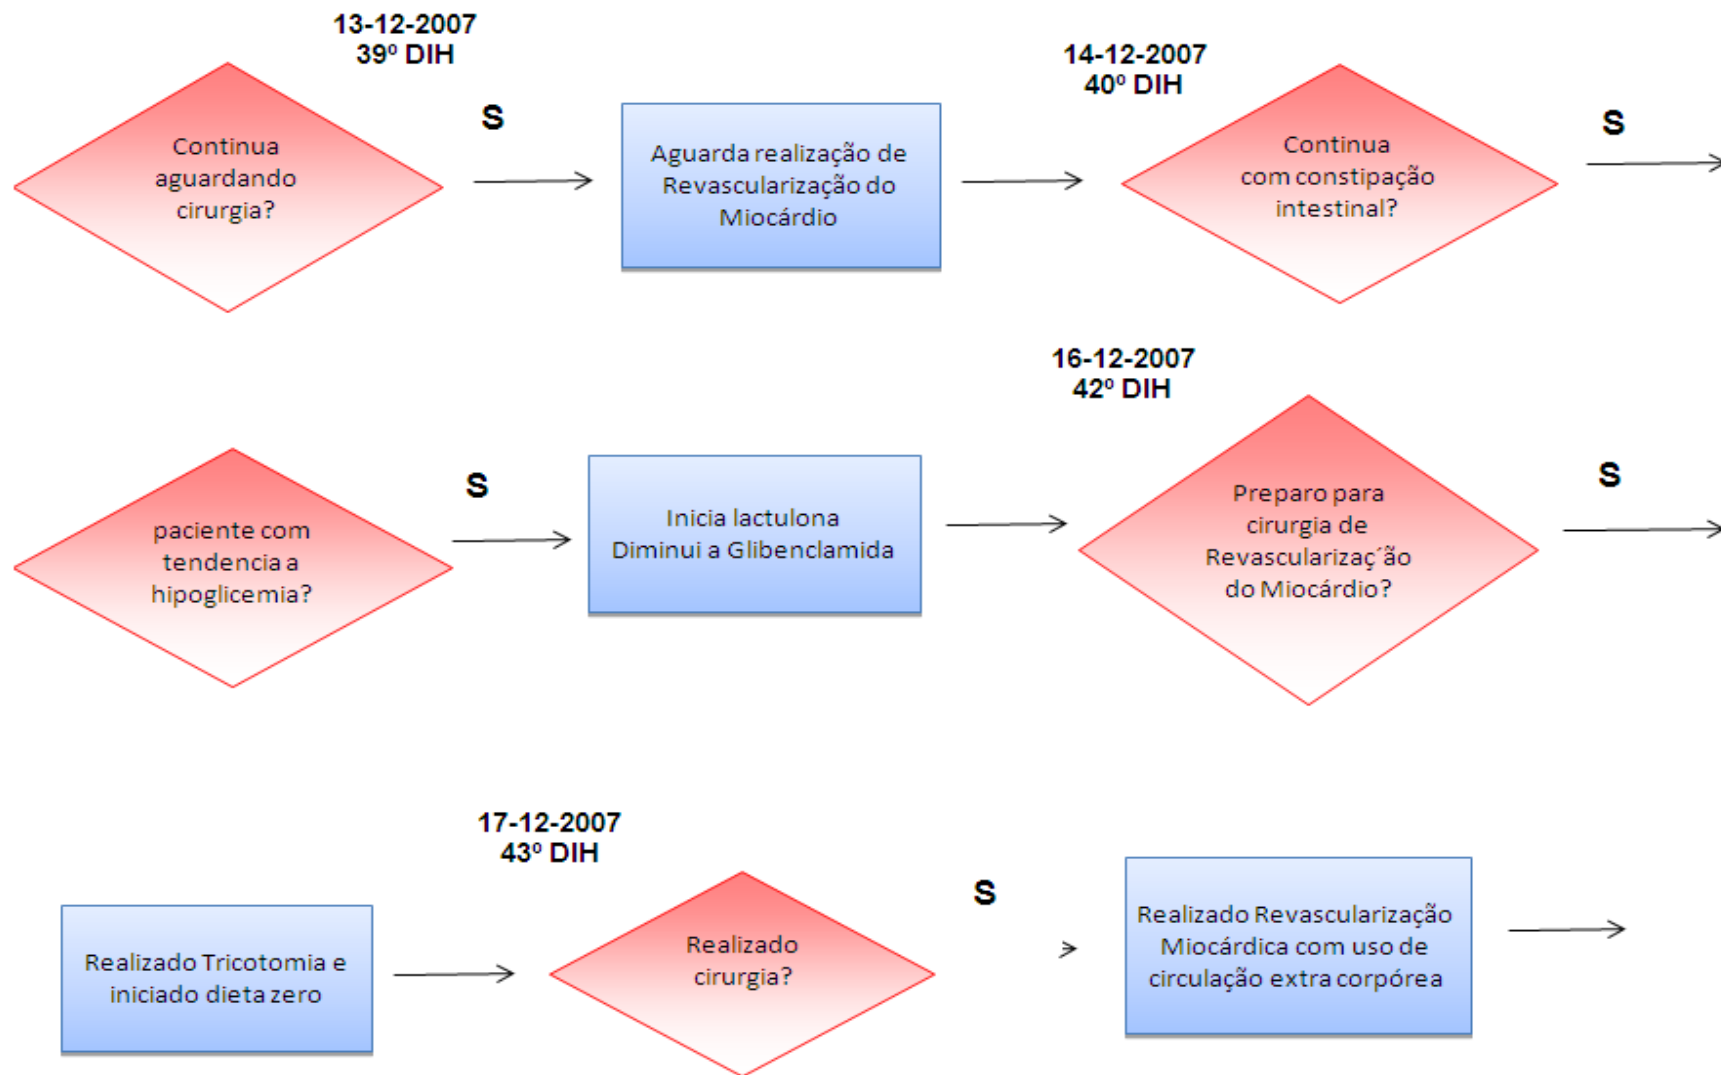 13-12-2007
39º DIH
Continua
aguardando
cirurgia?
S
Aguarda realização de
Revascularização do
Miocárdio
14-12-2007
40º DIH
Continua
com constipação
intestinal?
S
paciente com
tendencia a
hipoglicemia?
S
Inicia lactulona
Diminui a Glibenclamida
16-12-2007
42º DIH
Preparo para
cirurgia de
Revascularizaç´ão
do Miocárdio?
S
Realizado Tricotomia e
iniciado dieta zero
17-12-2007
43º DIH
Realizado
cirurgia?
S
Realizado Revascularização
Miocárdica com uso de
circulação extra corpórea